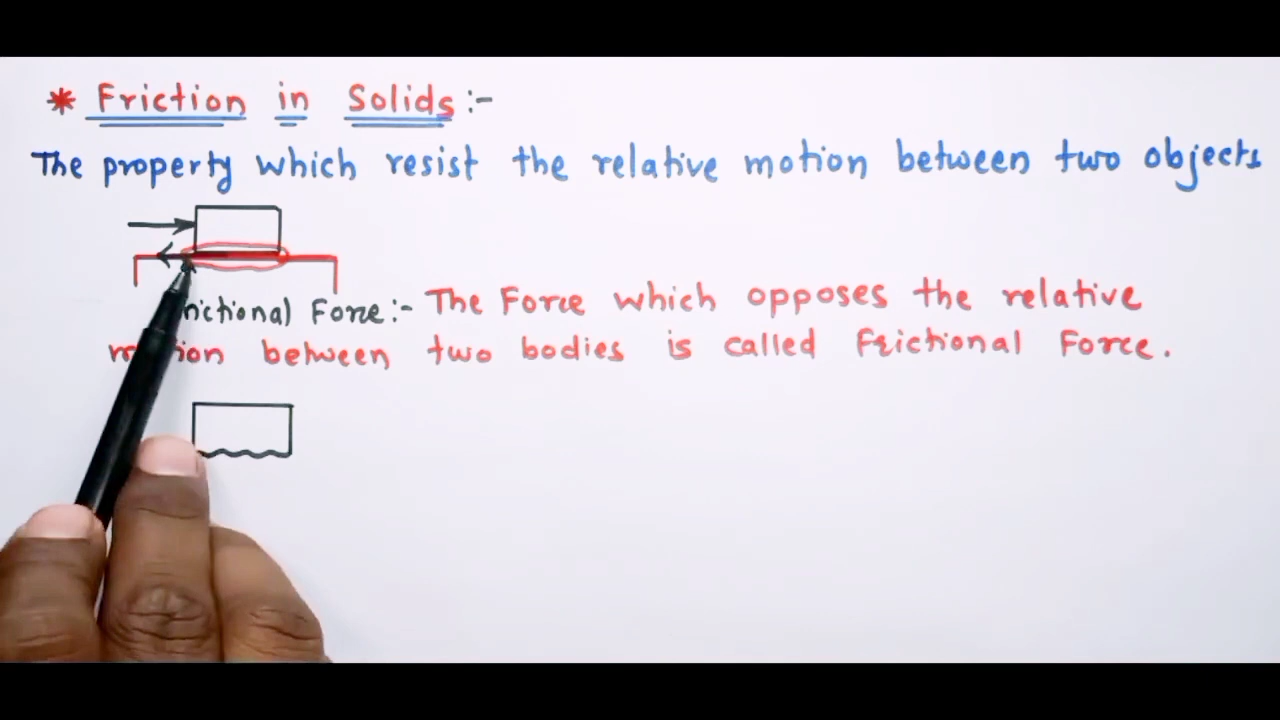 * Friction in Solids :-
The property which resist the relative motion between two objects
Force :- The Force which opposes the relative
between two bodies is called Frictional Force.